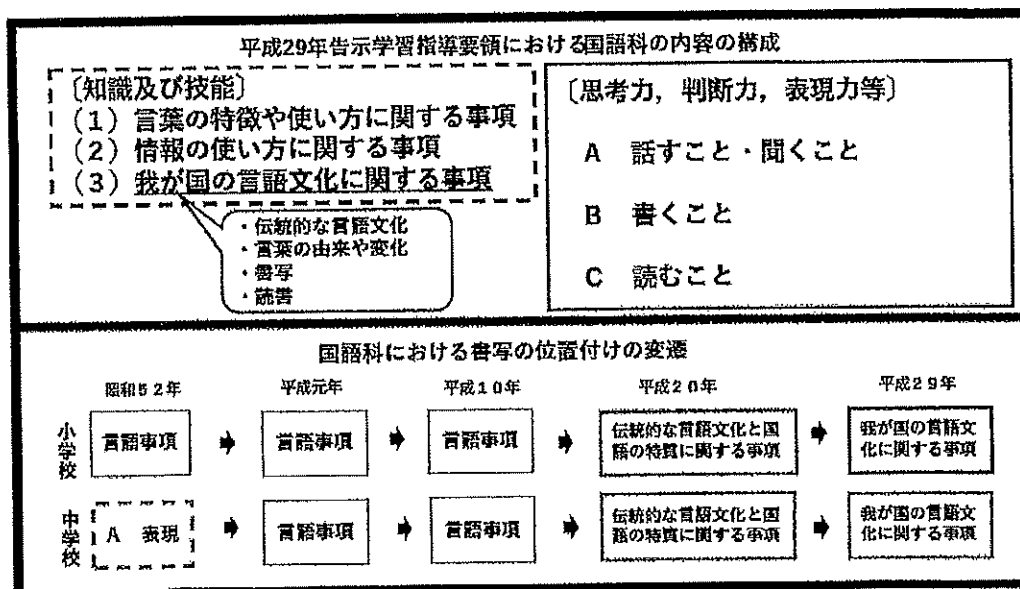 平成29年告示学習指導要領における国語科の内容の構成
〔知識及び技能〕
(1)言葉の特徴や使い方に関する事項
(2)情報の使い方に関する事項
(3)我が国の言語文化に関する事項
・伝統的な言語文化
・言葉の由来や変化
・書写
・読書
〔思考力,判断力,表現力等〕
A 話すこと・聞くこと
B 書くこと
C 読むこと
国語科における書写の位置付けの変遷
昭和52年
平成元年
平成10年
平成20年
平成29年
小学校
言語事項
言語事項
言語事項
伝統的な言語文化と国
語の特質に関する事項
我が国の言語文
化に関する事項
中学校
A 表現
言語事項
言語事項
伝統的な言語文化と国
語の特質に関する事項
我が国の言語文
化に関する事項